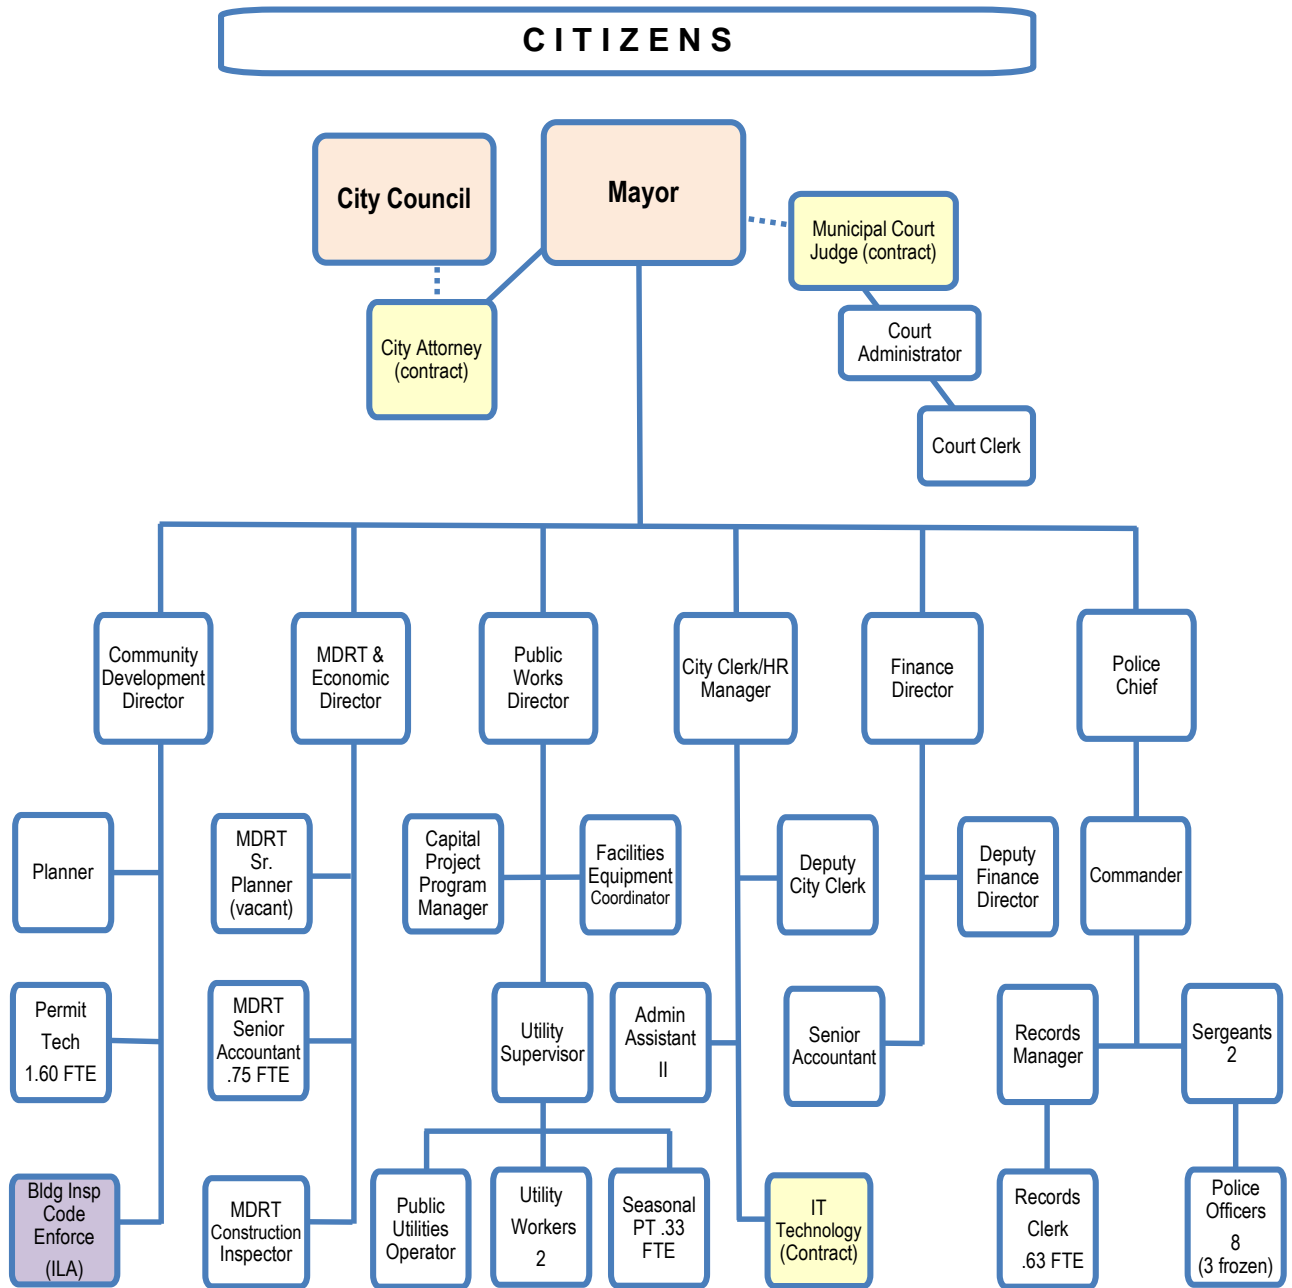 C I T I Z E N S
City Council
Mayor
Municipal Court
Judge (contract)
City Attorney
(contract)
Court
Administrator
Court Clerk
Community
Development
Director
MDRT &
Economic
Director
Public
Works
Director
City Clerk/HR
Manager
Finance
Director
Police
Chief
Planner
MDRT
Sr.
Planner
(vacant)
Capital
Project
Program
Manager
Facilities
Equipment
Coordinator
Deputy
City Clerk
Deputy
Finance
Director
Commander
Permit
Tech
1.60 FTE
MDRT
Senior
Accountant
.75 FTE
Utility
Supervisor
Admin
Assistant
II
Senior
Accountant
Records
Manager
Sergeants
2
Bldg Insp
Code
Enforce
(ILA)
MDRT
Construction
Inspector
Public
Utilities
Operator
Utility
Workers
2
Seasonal
PT .33
FTE
IT
Technology
(Contract)
Records
Clerk
.63 FTE
Police
Officers
8
(3 frozen)